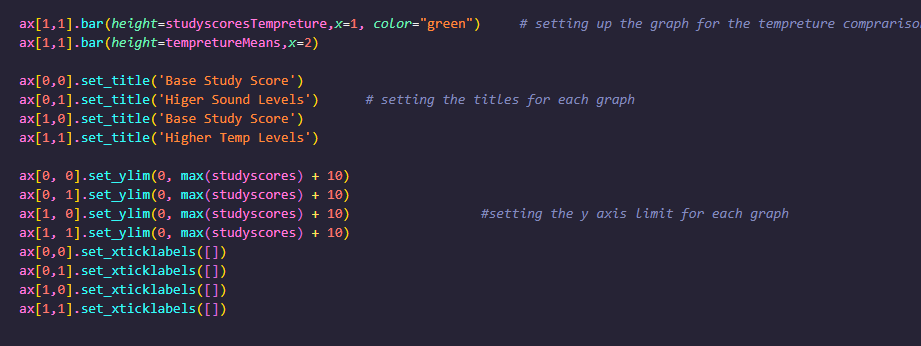 ax[1,1].bar(height=studyscoresTempreture,x=1, color="green")     # setting up the graph for the tempreture comprariso
ax[1,1].bar(height=tempretureMeans,x=2)
ax[0,0].set_title('Base Study Score')
ax[0,1].set_title('Higer Sound Levels')      # setting the titles for each graph
ax[1,0].set_title('Base Study Score')
ax[1,1].set_title('Higher Temp Levels')
ax[0, 0].set_ylim(0, max(studyscores) + 10)
ax[0, 1].set_ylim(0, max(studyscores) + 10)
ax[1, 0].set_ylim(0, max(studyscores) + 10)                 #setting the y axis limit for each graph
ax[1, 1].set_ylim(0, max(studyscores) + 10)
ax[0,0].set_xticklabels([])
ax[0,1].set_xticklabels([])
ax[1,0].set_xticklabels([])
ax[1,1].set_xticklabels([])